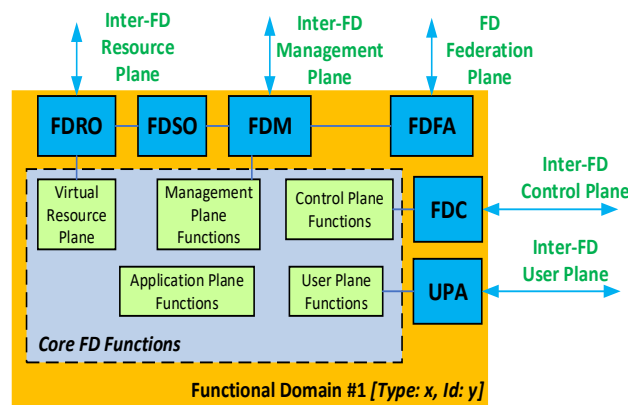 Inter-FD
Resource
Plane
Inter-FD
Management
Plane
FD
Federation
Plane
FDRO
FDSO
FDM
FDFA
Virtual
Resource
Plane
Management
Plane
Functions
Control Plane
Functions
FDC
Inter-FD
Control Plane
Application Plane
Functions
User Plane
Functions
UPA
Inter-FD
User Plane
Core FD Functions
Functional Domain #1 [Type: x, Id: y]